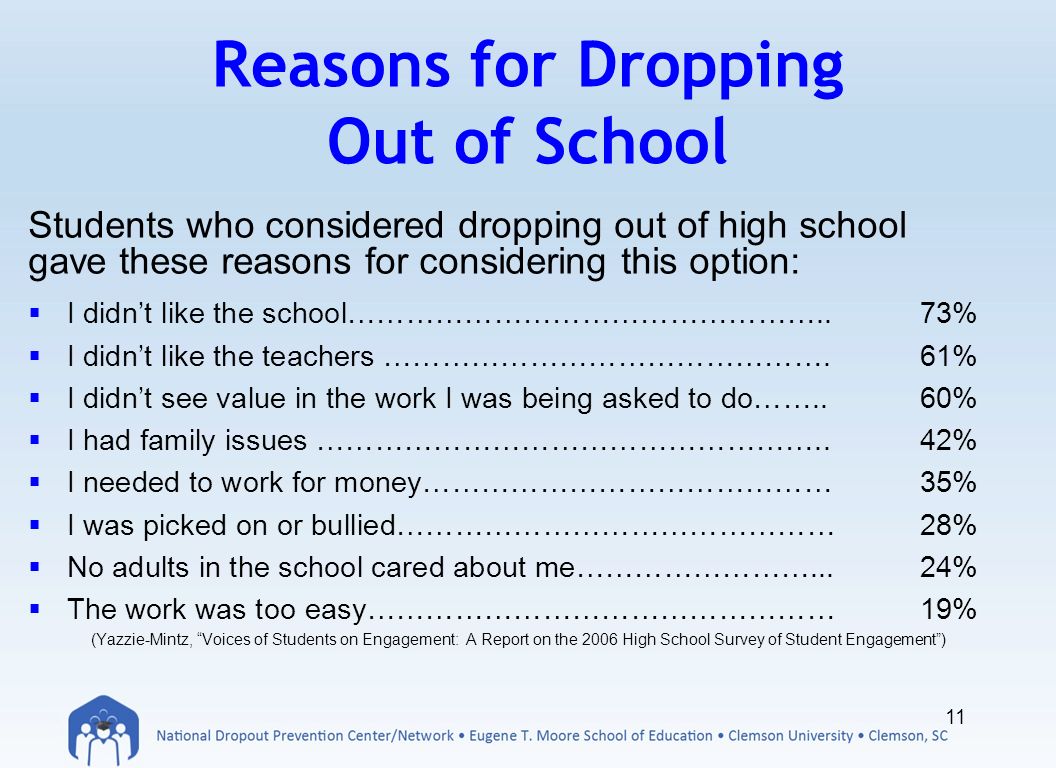 Reasons for Dropping
Out of School
Students who considered dropping out of high school
gave these reasons for considering this option:
▪ I didn’t like the school………………………………………….. 73%
▪ I didn’t like the teachers ………………………………………. 61%
▪ I didn’t see value in the work I was being asked to do…….. 60%
▪ I had family issues …………………………………………….. 42%
▪ I needed to work for money…………………………………… 35%
▪ I was picked on or bullied……………………………………… 28%
▪ No adults in the school cared about me……………………... 24%
▪ The work was too easy………………………………………… 19%
(Yazzie-Mintz, “Voices of Students on Engagement: A Report on the 2006 High School Survey of Student Engagement”)
11
National Dropout Prevention Center/Network • Eugene T. Moore School of Education • Clemson University • Clemson, SC